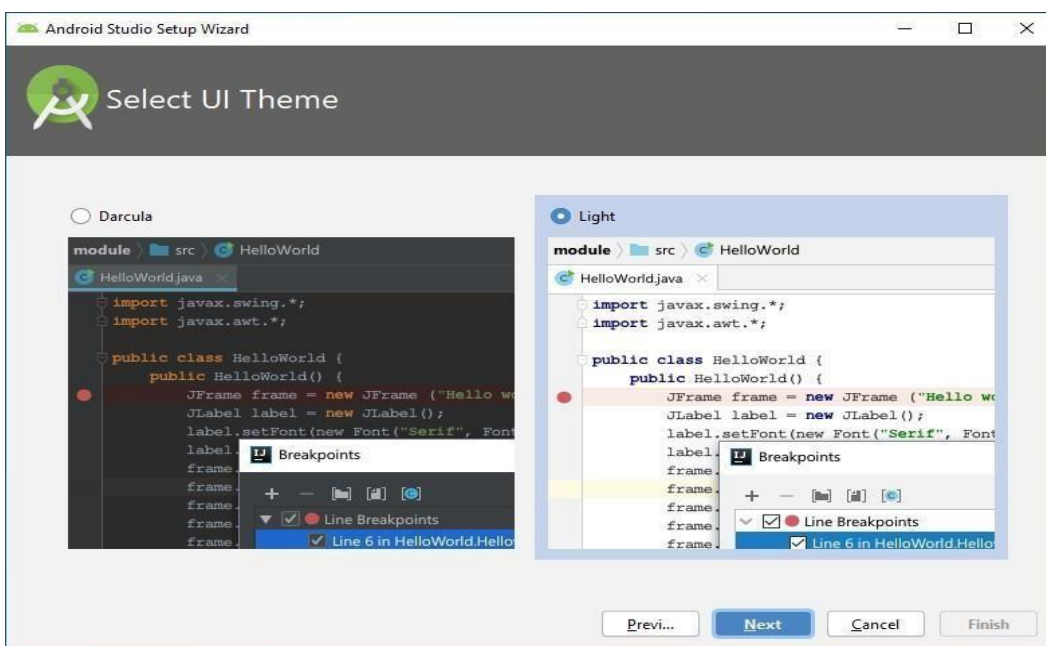 Android Studio Setup Wizard
Select UI Theme
Darcula
module src HelloWorld
HelloWorld.java
import javax.swing.*;
import javax.awt.*;
public class HelloWorld {
public HelloWorld() {
JFrame frame = new JFrame ("Hello wo
JLabel label = new JLabel();
label.setFont(new Font("Serif", Font
label.
frame.
frame.
frame.
frame.
frame.
Breakpoints
Line Breakpoints
Line 6 in HelloWorld.Hello
Light
module src HelloWorld
HelloWorld.java
import javax.swing.*;
import javax.awt.*;
public class HelloWorld {
public HelloWorld() {
JFrame frame = new JFrame ("Hello wo
JLabel label = new JLabel();
label.setFont(new Font("Serif", Font
label.
frame.
frame.
frame.
frame.
frame.
Breakpoints
Line Breakpoints
Line 6 in HelloWorld.Hello
Previ... Next Cancel Finish